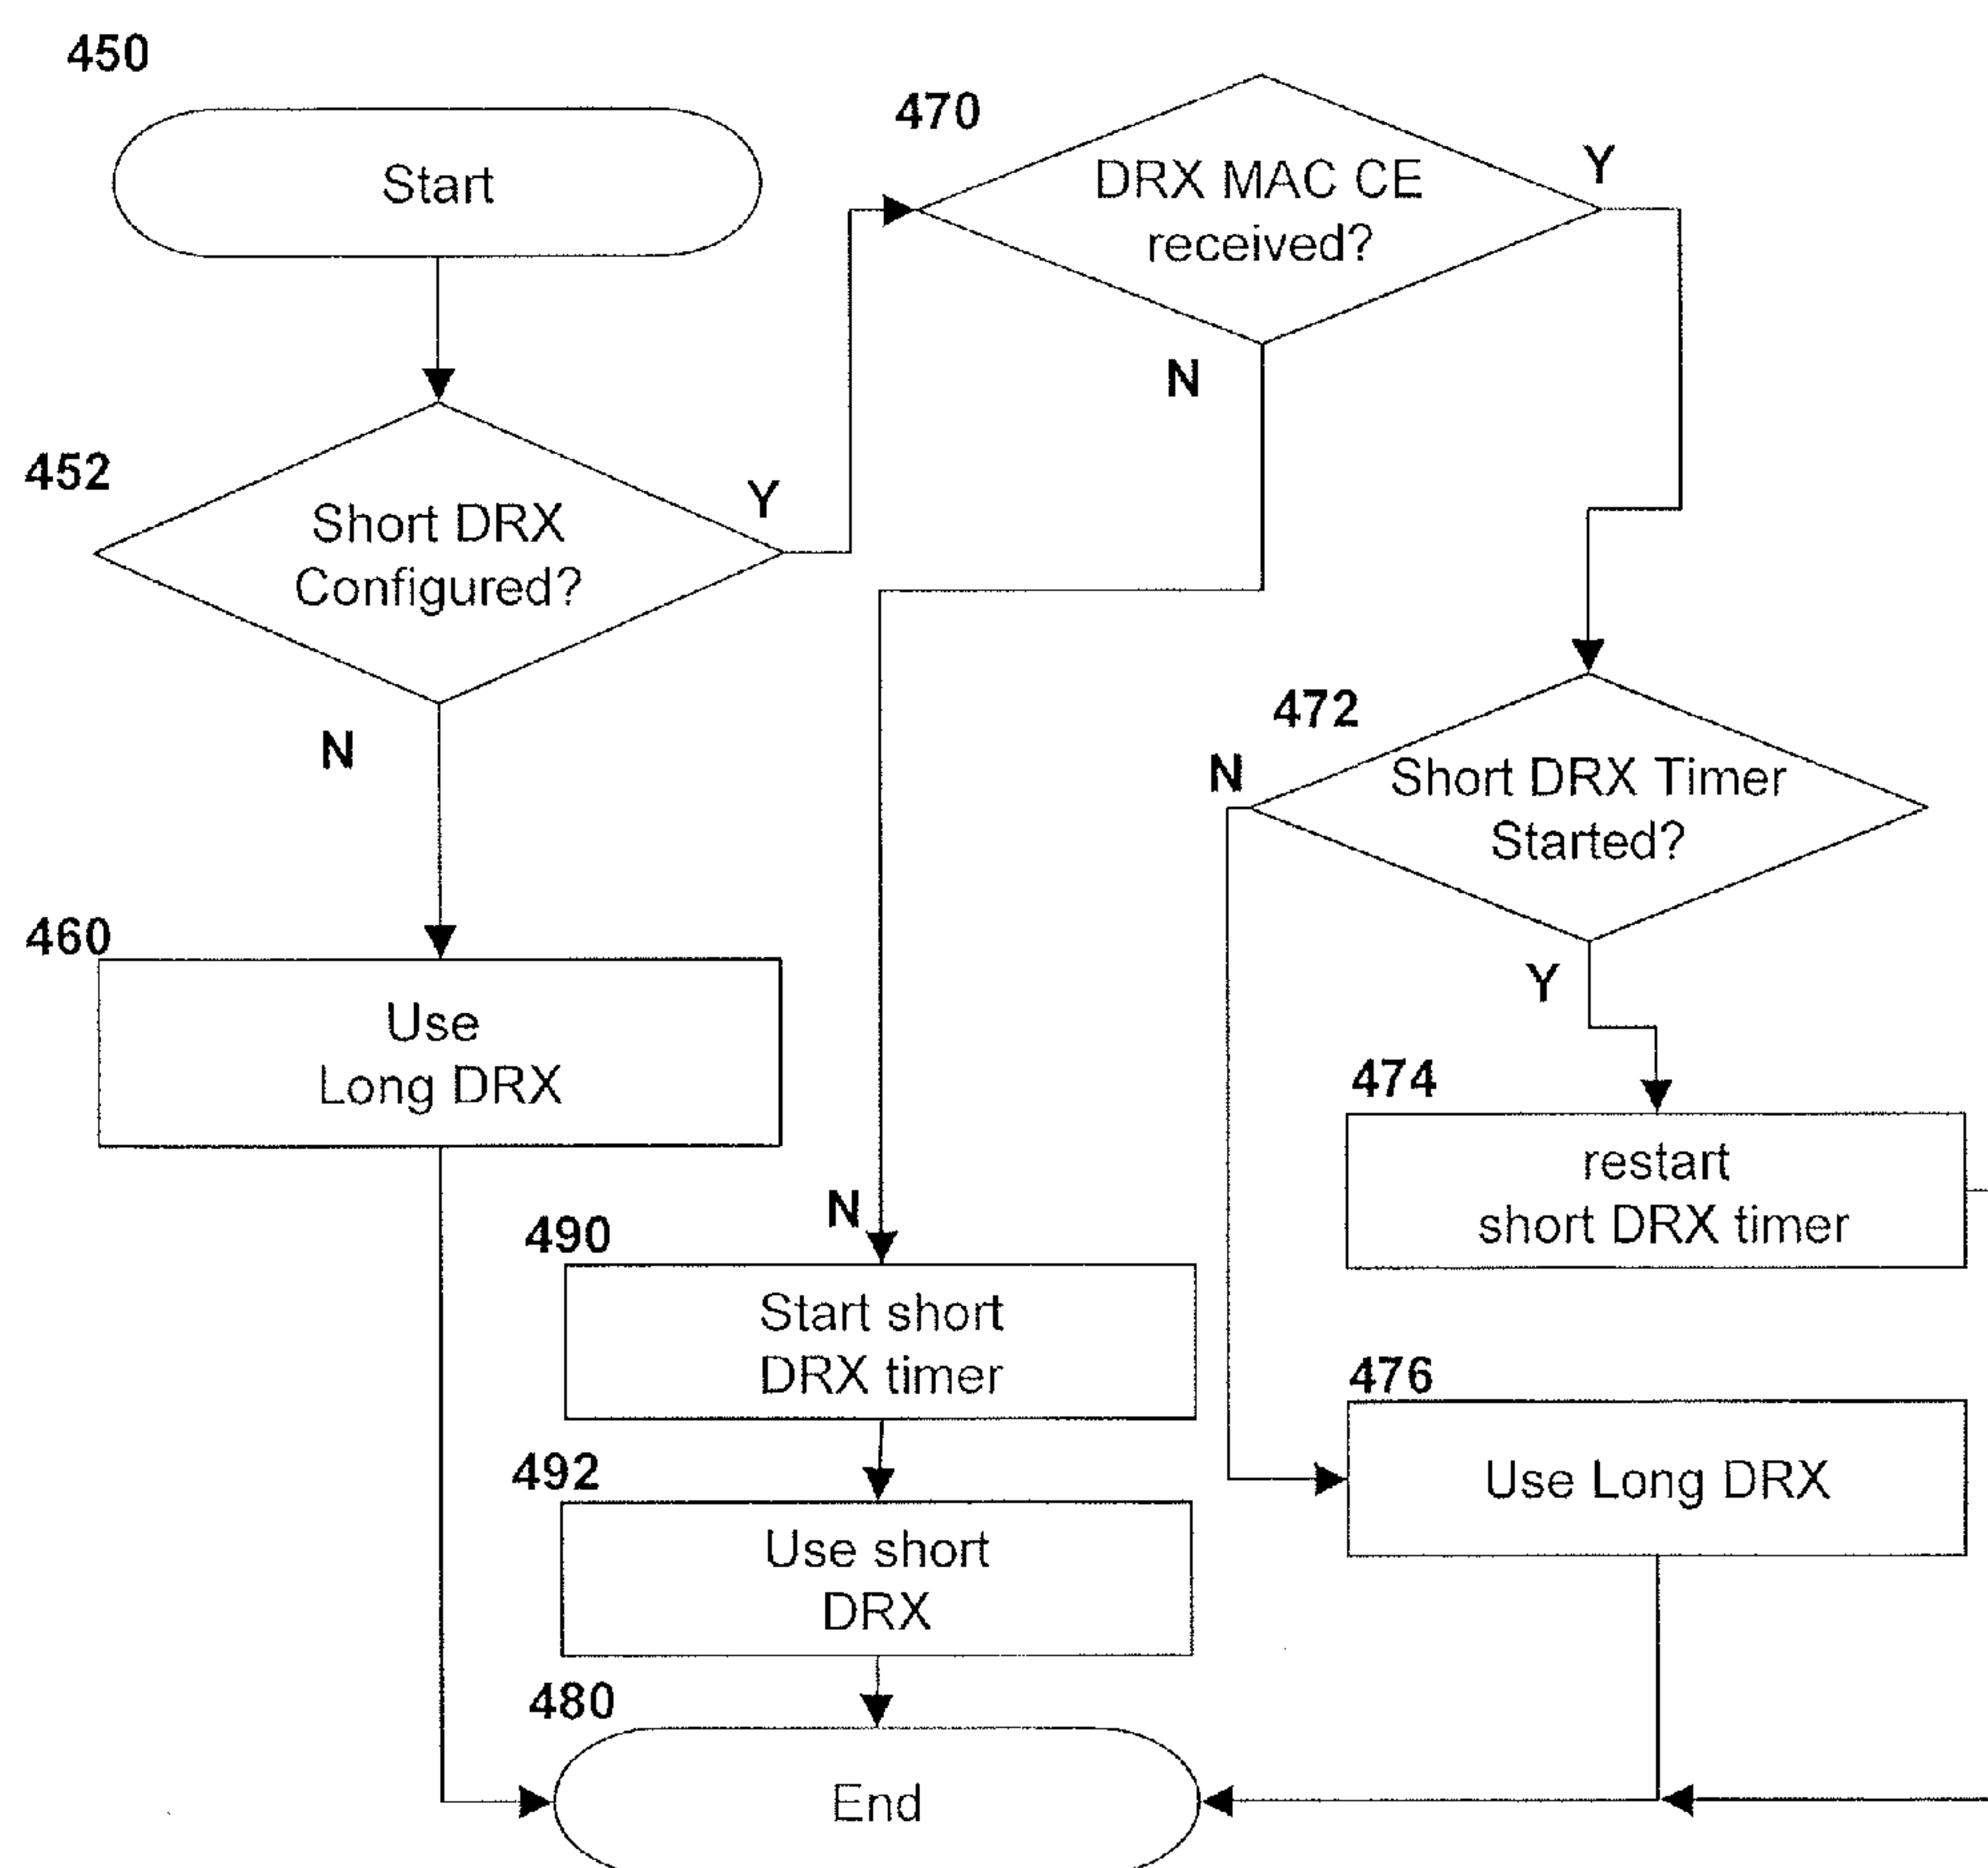 450
Start
452
Short DRX
Configured?
Y
N
460
Use
Long DRX
470
DRX MAC CE
received?
Y
N
472
Short DRX Timer
Started?
N
Y
474
restart
short DRX timer
476
Use Long DRX
N
490
Start short
DRX timer
492
Use short
DRX
480
End